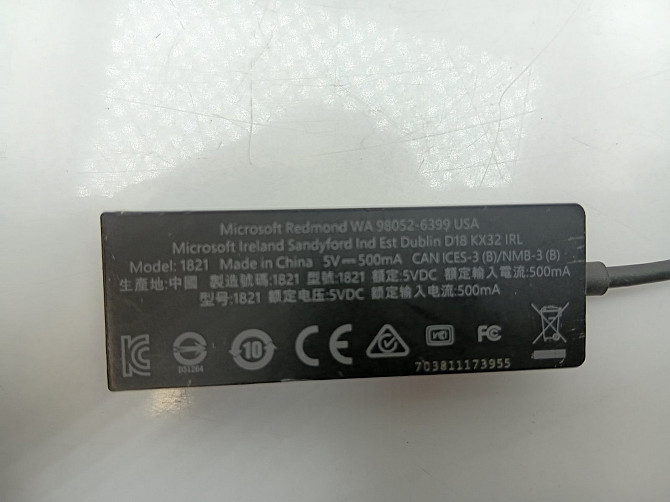 Microsoft Redmond WA 98052-6399 USA
Microsoft Ireland Sandyford Ind Est Dublin D18 KX32 IRL
Model: 1821 Made in China 5V⎓500mA CAN ICES-3 (B)/NMB-3 (B)
生產地:中國 製造號碼:1821 型號:1821 額定:5VDC 額定輸入電流:500mA
型号:1821 额定电压:5VDC 額定输入电流:500mA
10 CE FC
D31284
703811173955